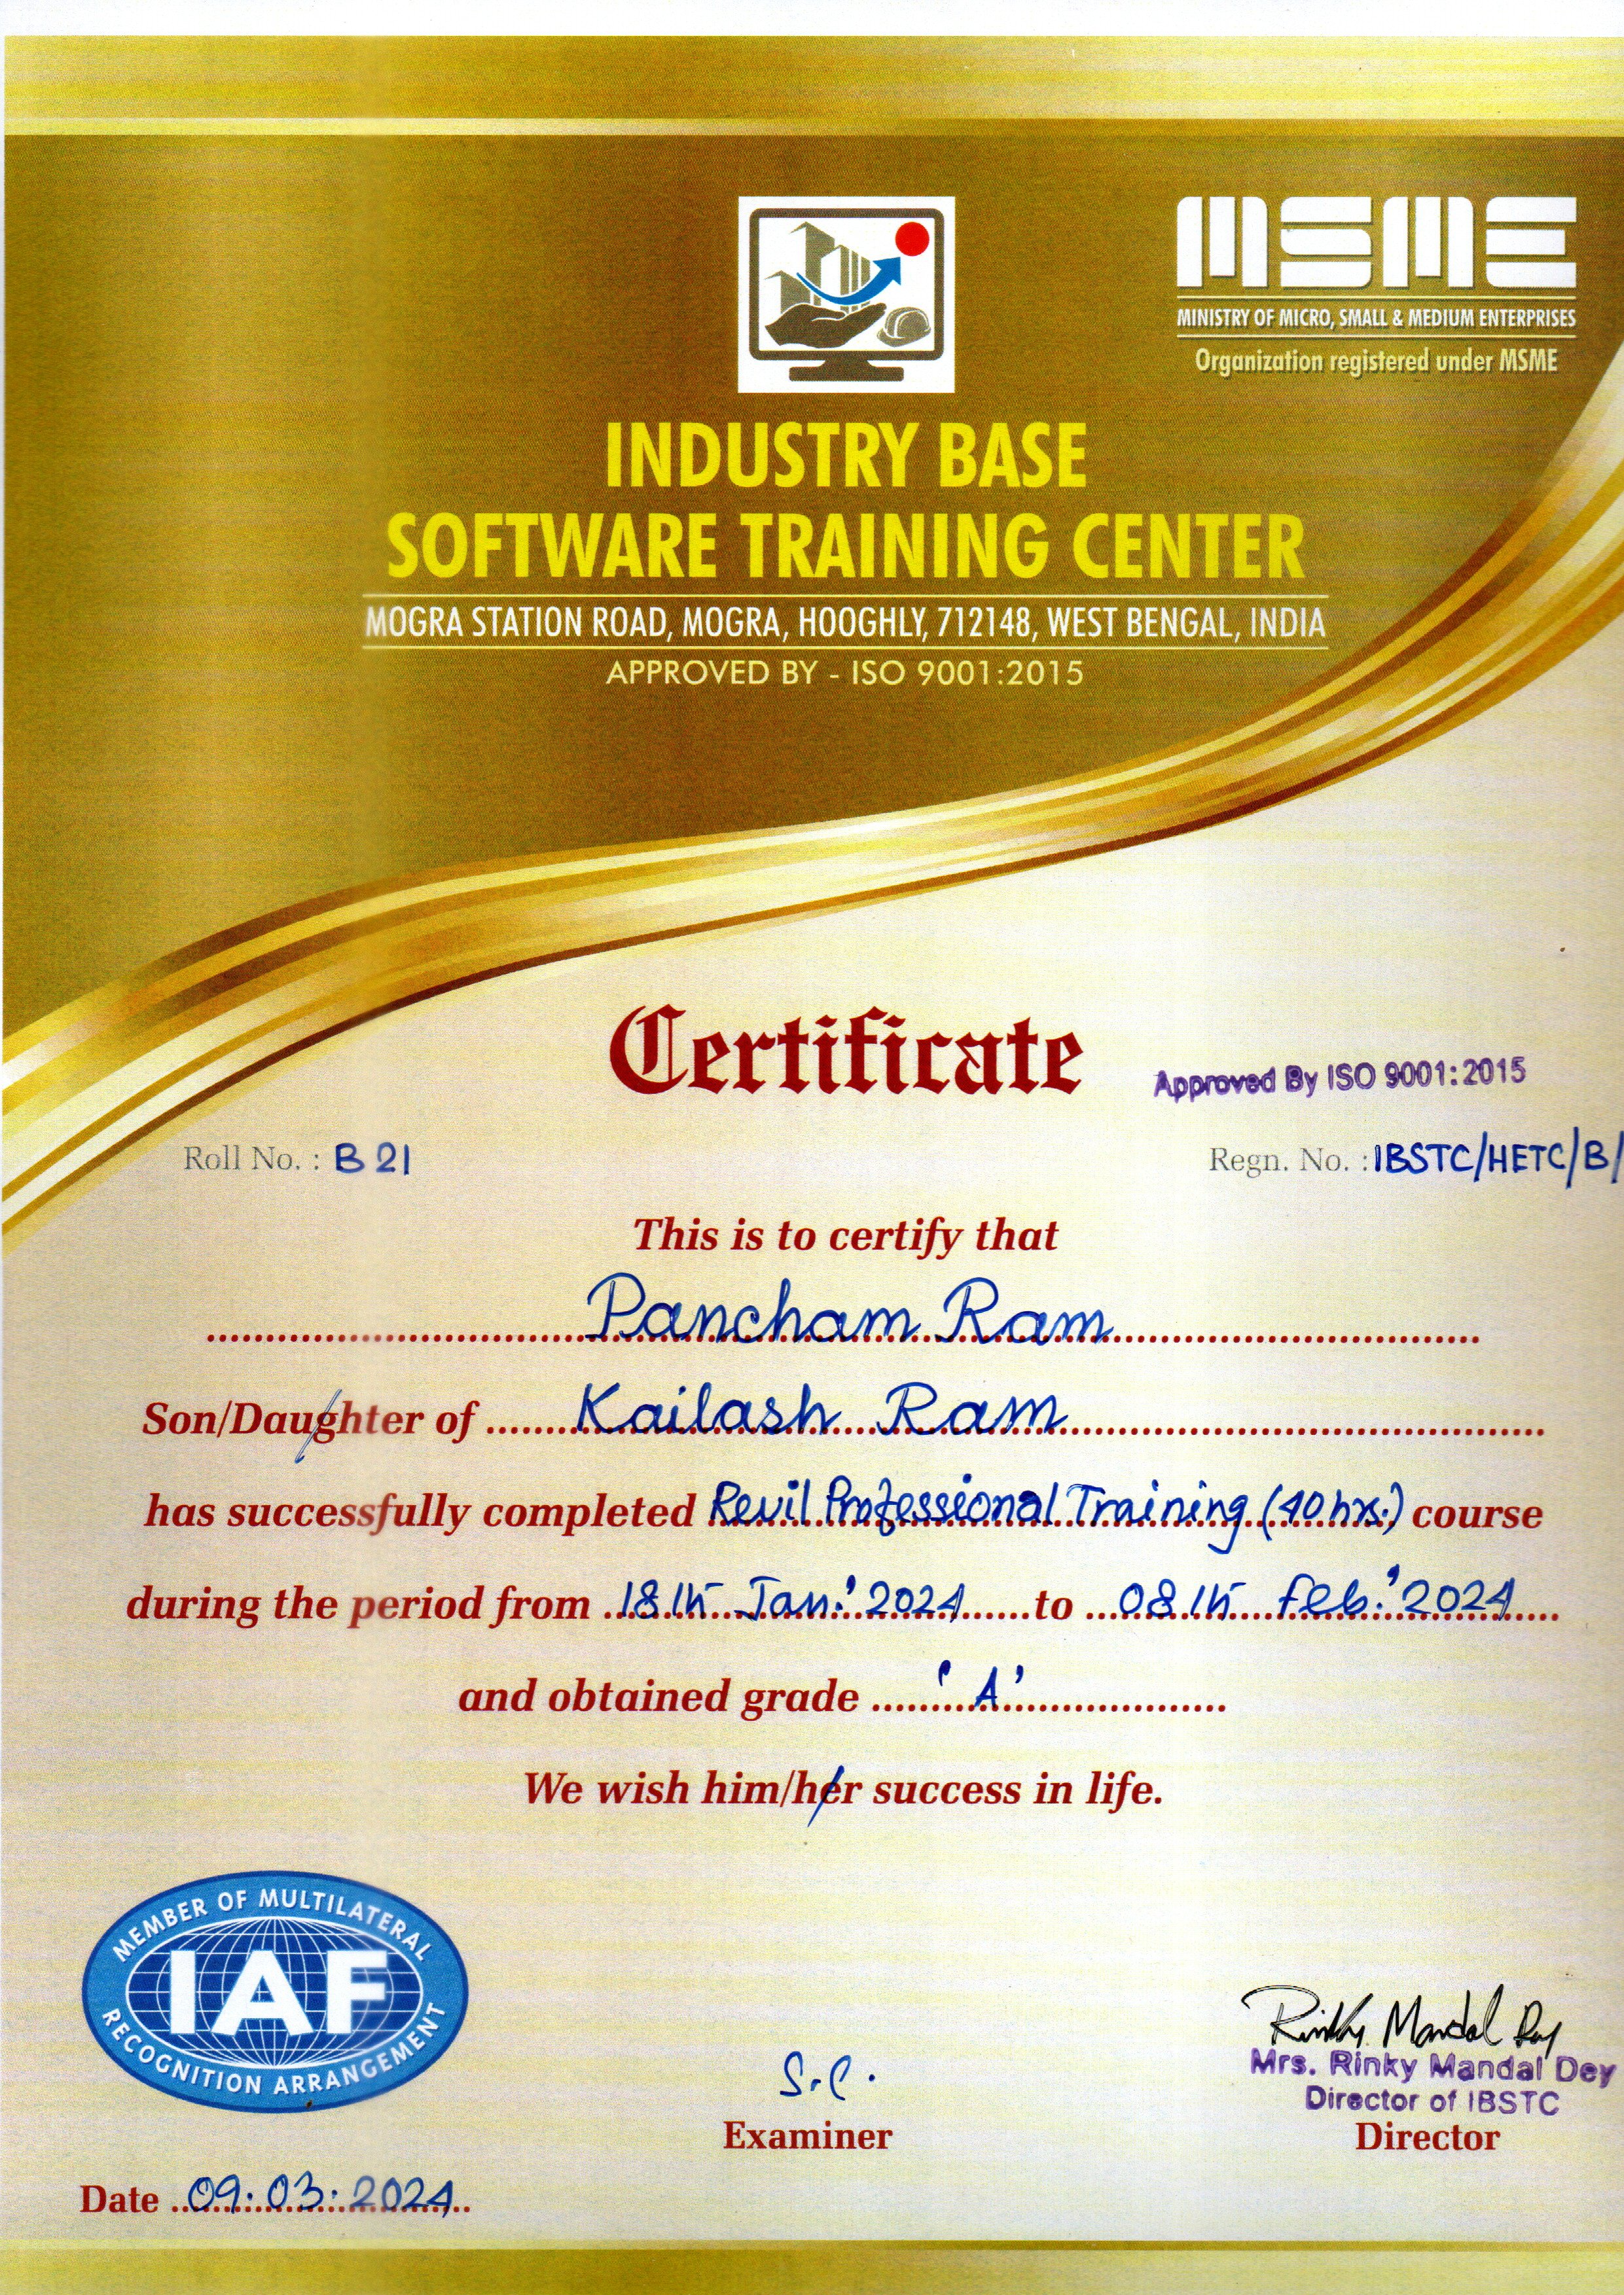 MSME
MINISTRY OF MICRO, SMALL & MEDIUM ENTERPRISES
Organization registered under MSME
INDUSTRY BASE
SOFTWARE TRAINING CENTER
MOGRA STATION ROAD, MOGRA, HOOGHLY, 712148, WEST BENGAL, INDIA
APPROVED BY - ISO 9001:2015
Certificate
Approved By ISO 9001:2015
Roll No. : B 21 Regn. No. : IBSTC/HETC/B/
This is to certify that
Pancham Ram
Son/Daughter of Kailash Ram
has successfully completed Revil Professional Training (40 hrs.) course
during the period from 18th Jan.' 2024 to 08th Feb.' 2024
and obtained grade 'A'
We wish him/her success in life.
MEMBER OF MULTILATERAL
IAF
RECOGNITION ARRANGEMENT
Rinky Mandal Dey
Mrs. Rinky Mandal Dey
Director of IBSTC
Examiner Director
Date 09.03.2024